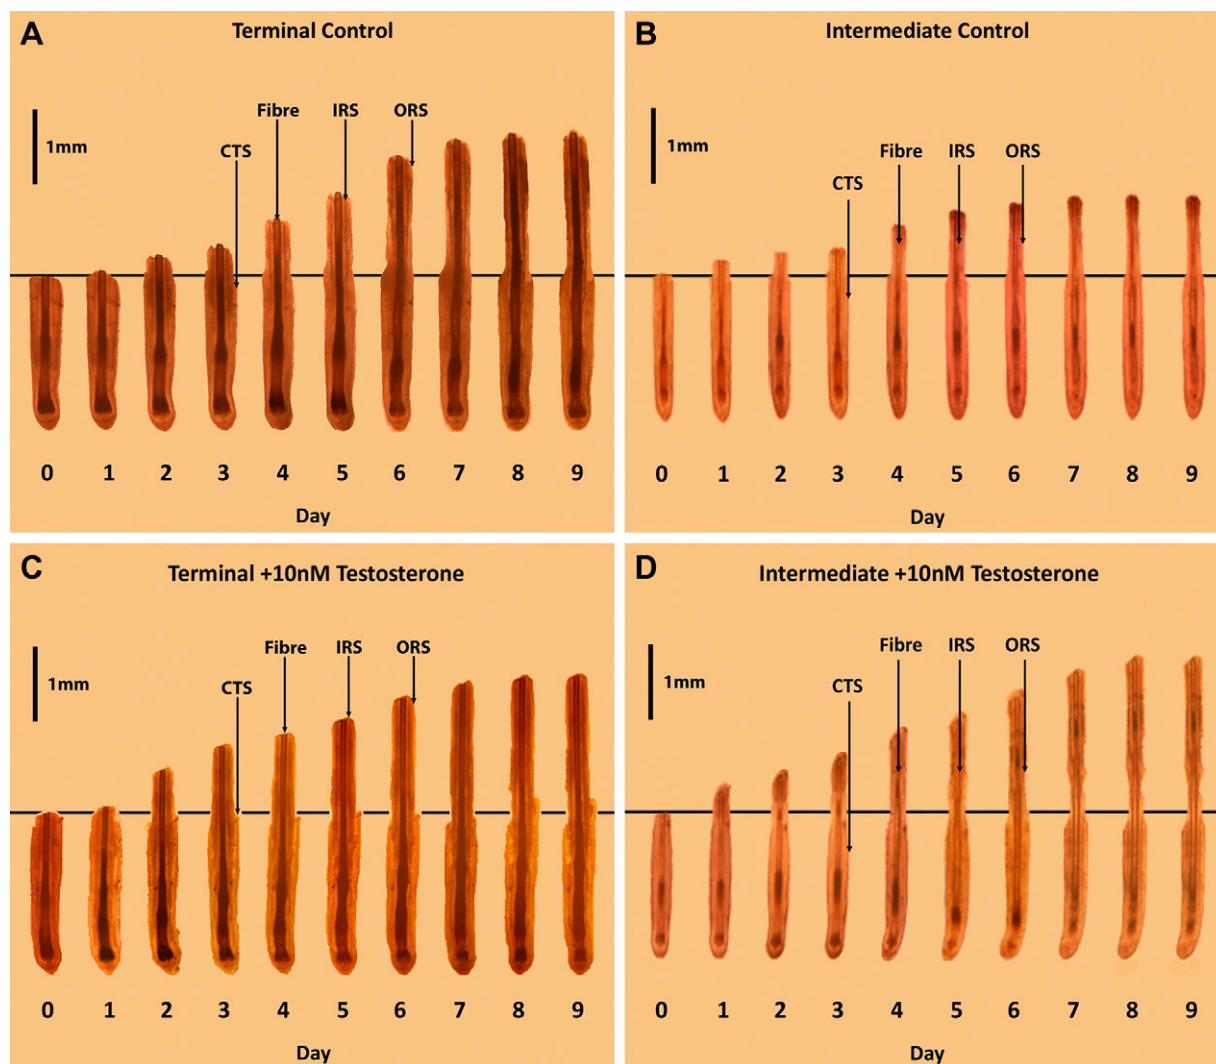 A
Terminal Control
1mm
CTS
Fibre
IRS
ORS
0 1 2 3 4 5 6 7 8 9
Day
B
Intermediate Control
1mm
CTS
Fibre
IRS
ORS
0 1 2 3 4 5 6 7 8 9
Day
C
Terminal +10nM Testosterone
1mm
CTS
Fibre
IRS
ORS
0 1 2 3 4 5 6 7 8 9
Day
D
Intermediate +10nM Testosterone
1mm
CTS
Fibre
IRS
ORS
0 1 2 3 4 5 6 7 8 9
Day